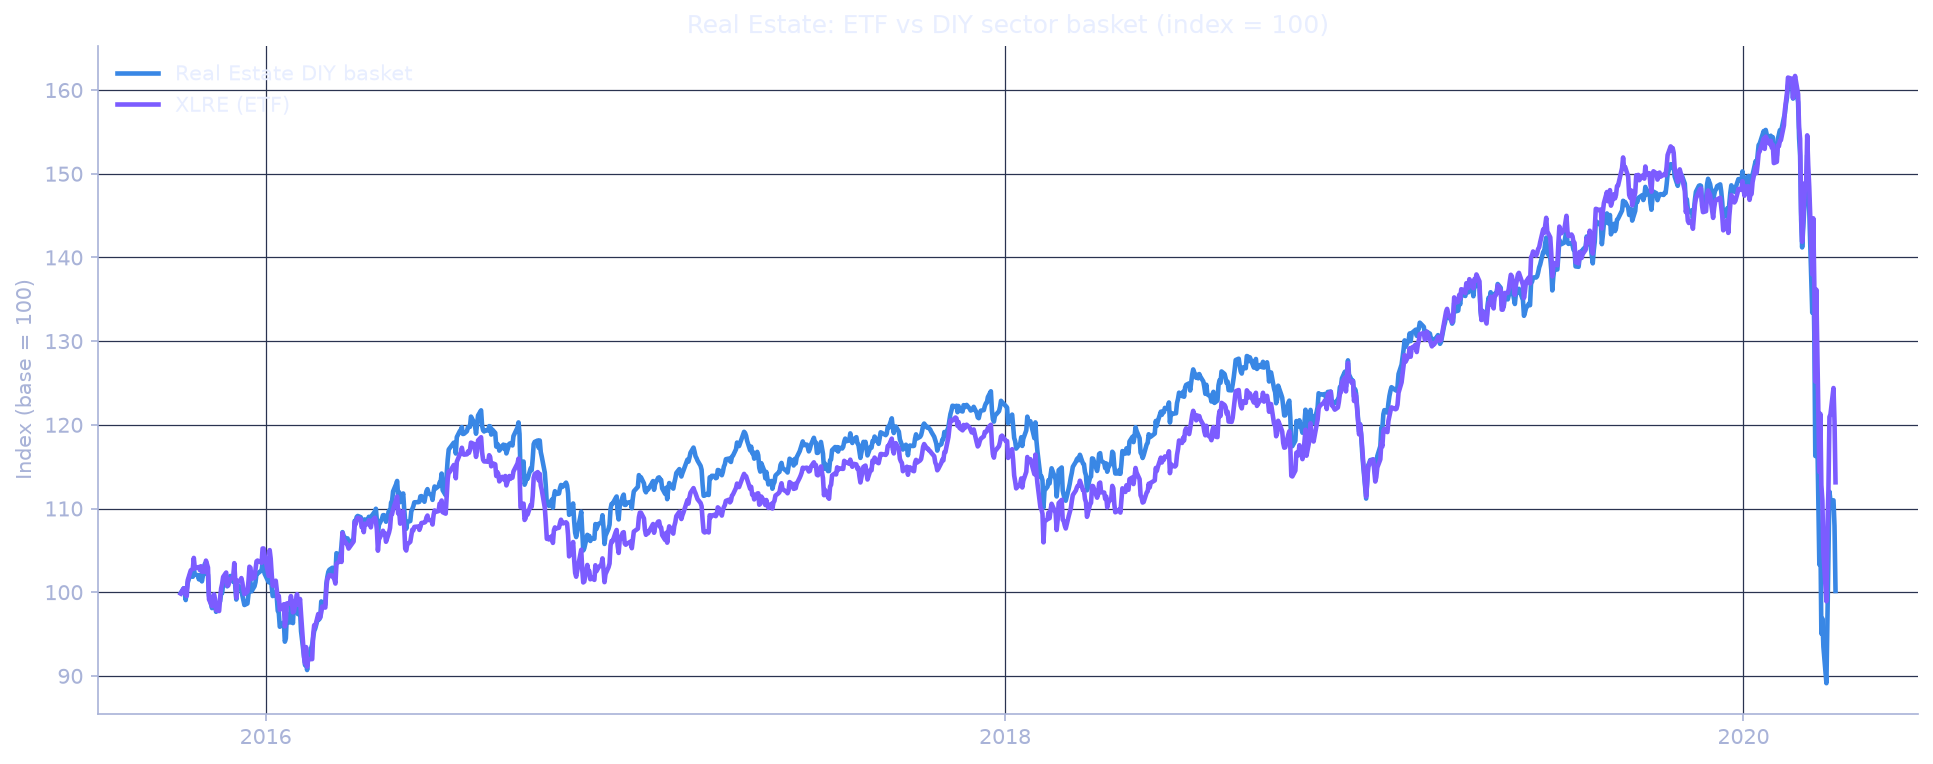 Real Estate: ETF vs DIY sector basket (index = 100)
Real Estate DIY basket
XLRE (ETF)
Index (base = 100)
160
150
140
130
120
110
100
90
2016
2018
2020